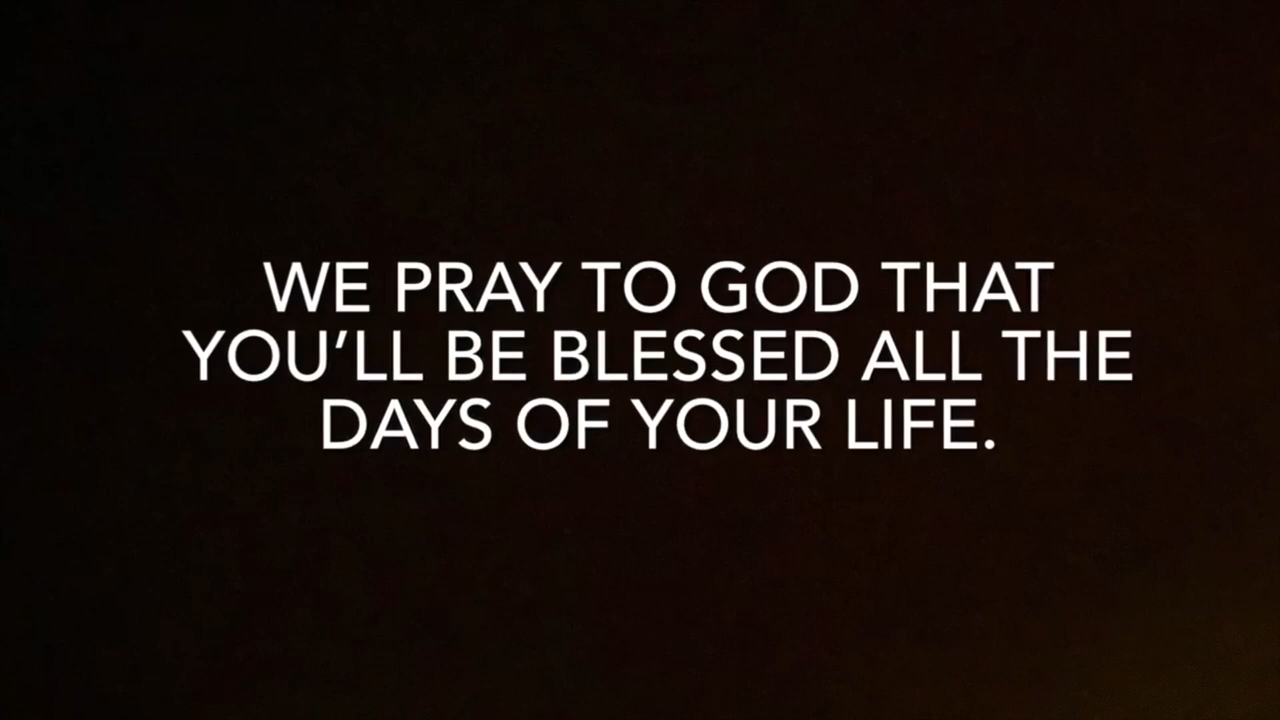 WE PRAY TO GOD THAT
YOU’LL BE BLESSED ALL THE
DAYS OF YOUR LIFE.